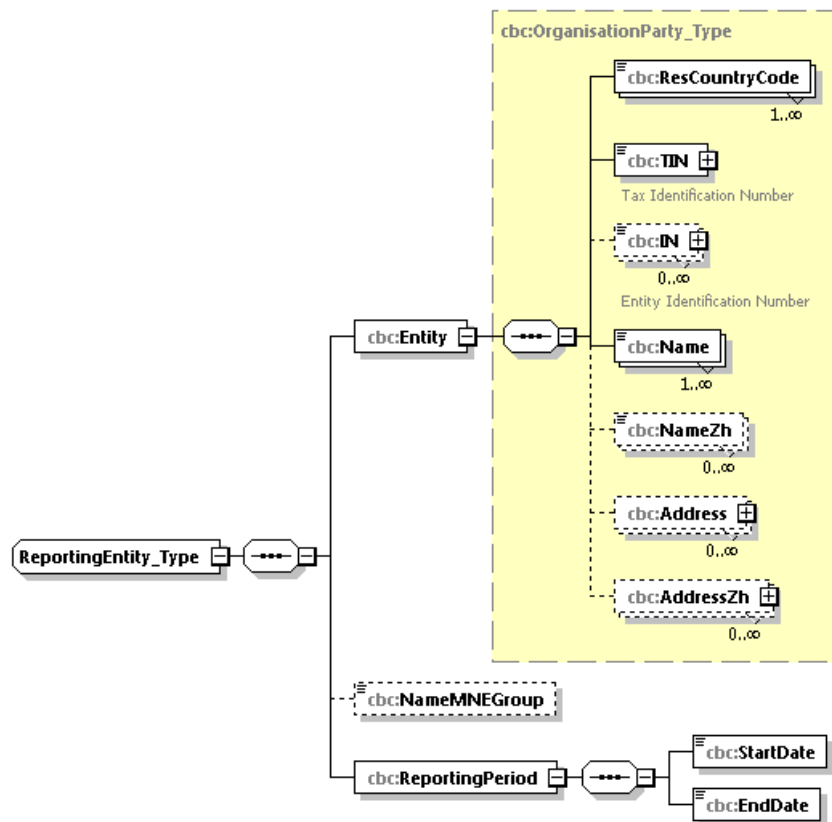 cbc:OrganisationParty_Type
cbc:ResCountryCode
1..∞
cbc:TIN
Tax Identification Number
cbc:IN
0..∞
Entity Identification Number
cbc:Entity
cbc:Name
1..∞
cbc:NameZh
0..∞
cbc:Address
0..∞
ReportingEntity_Type
cbc:AddressZh
0..∞
cbc:NameMNEGroup
cbc:ReportingPeriod
cbc:StartDate
cbc:EndDate